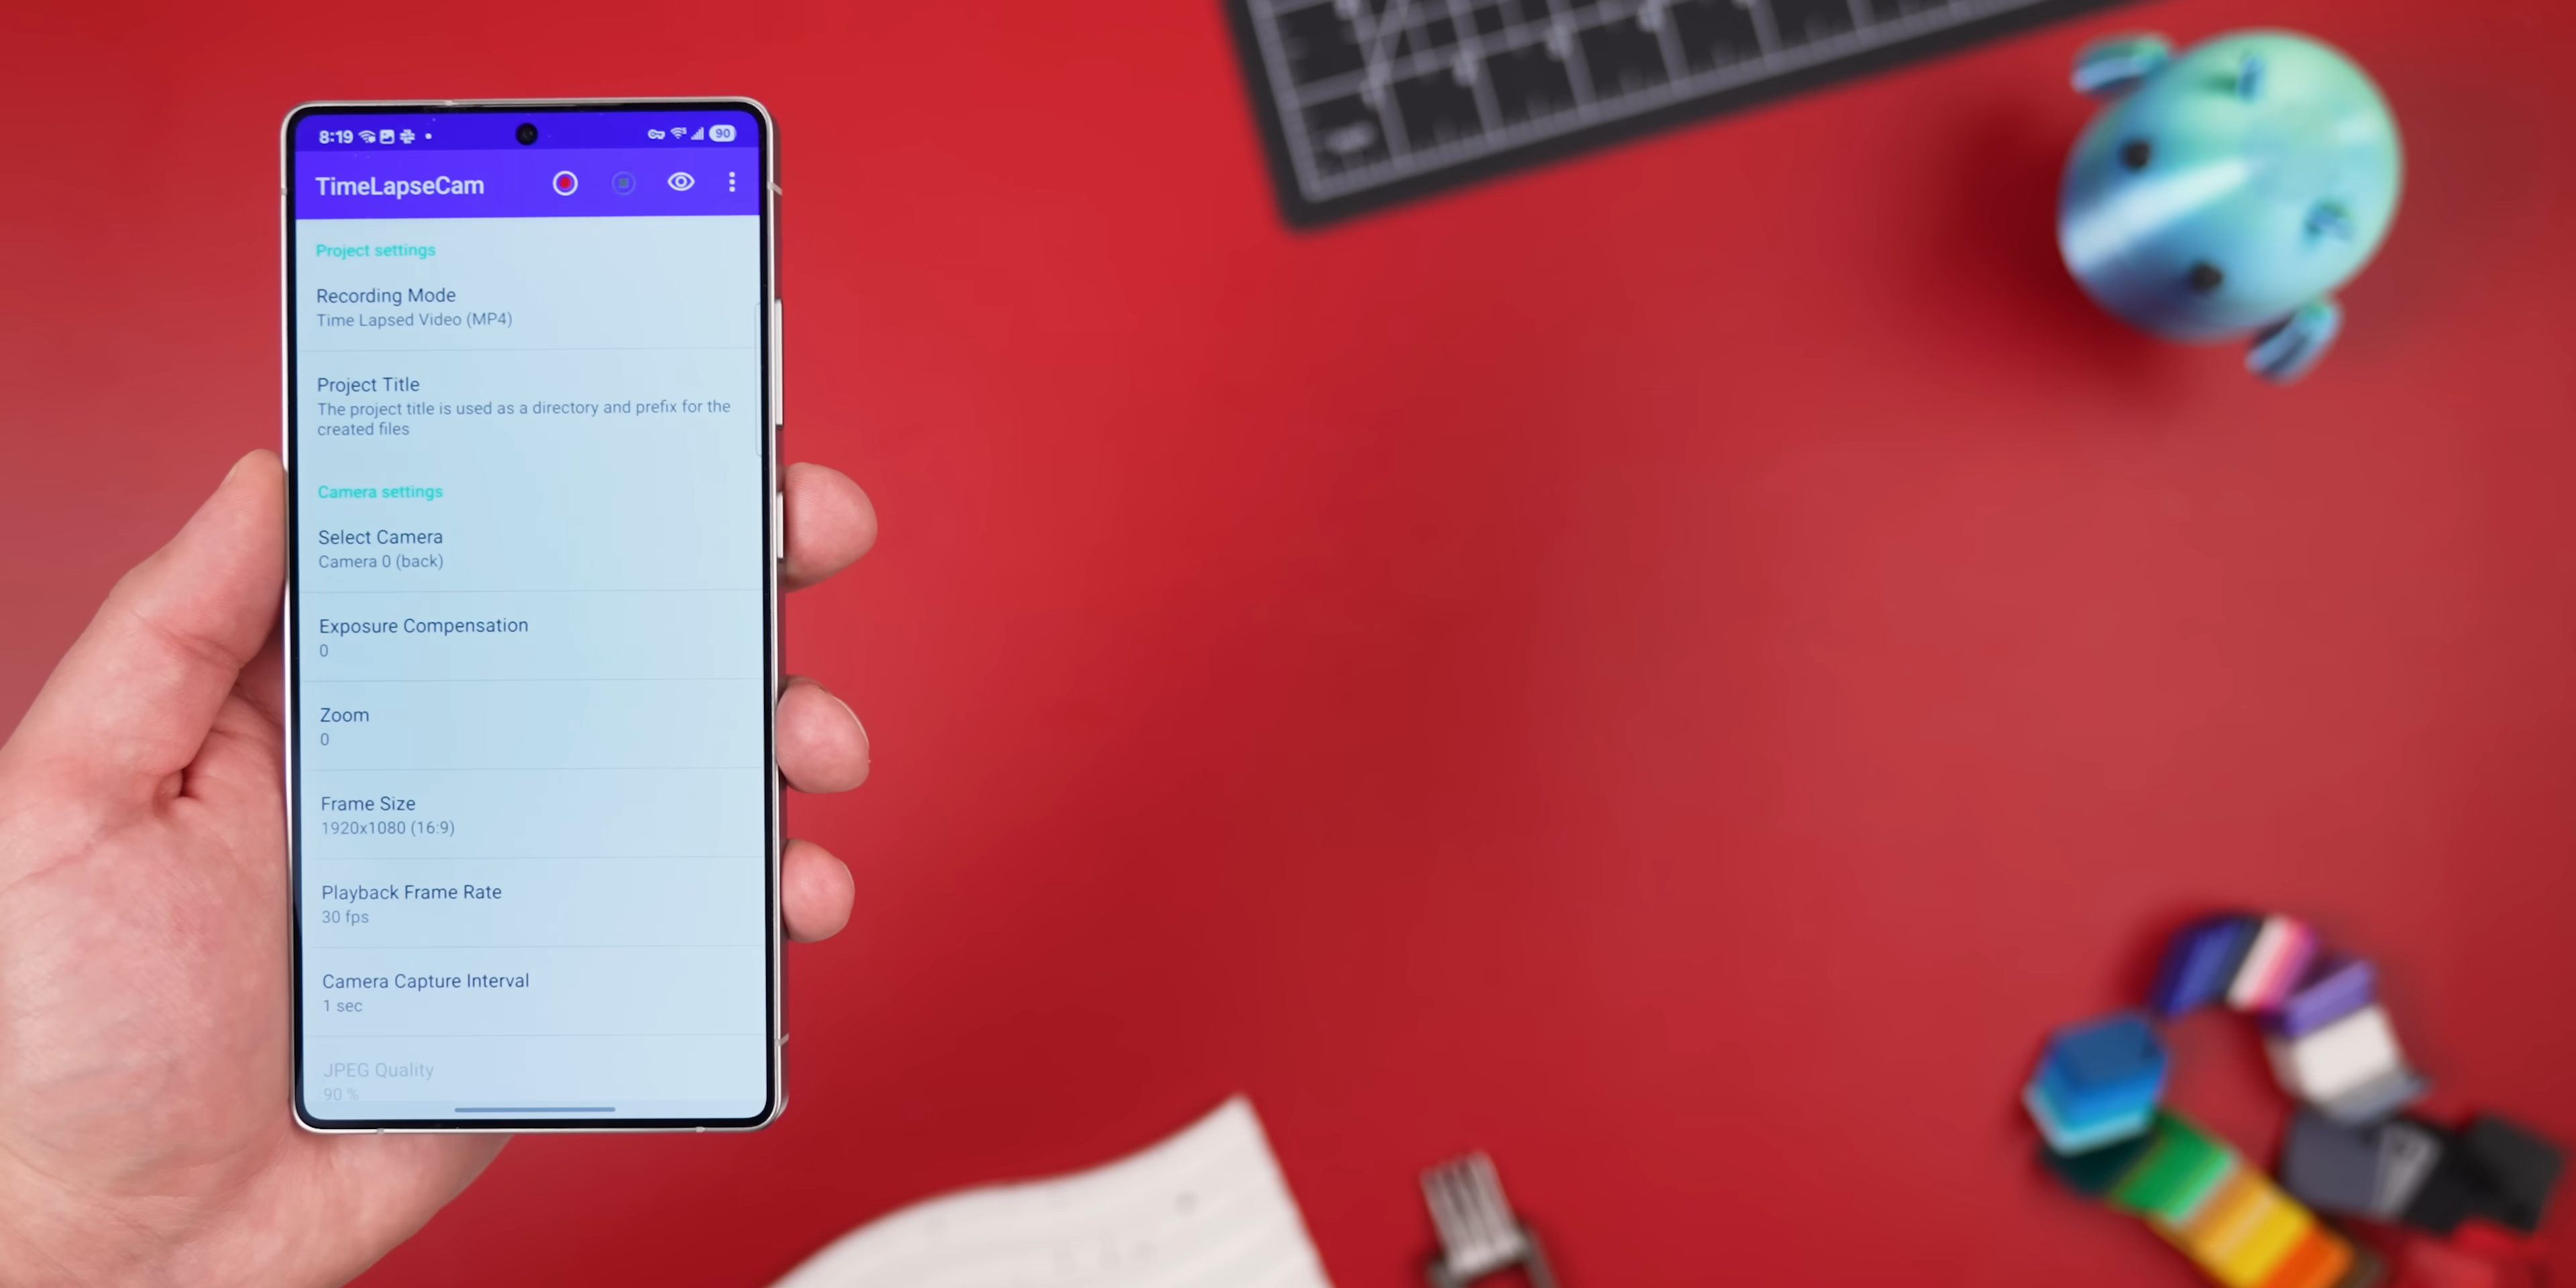 8:19 90
TimeLapseCam
Project settings
Recording Mode
Time Lapsed Video (MP4)
Project Title
The project title is used as a directory and prefix for the
created files
Camera settings
Select Camera
Camera 0 (back)
Exposure Compensation
0
Zoom
0
Frame Size
1920x1080 (16:9)
Playback Frame Rate
30 fps
Camera Capture Interval
1 sec
JPEG Quality
90 %